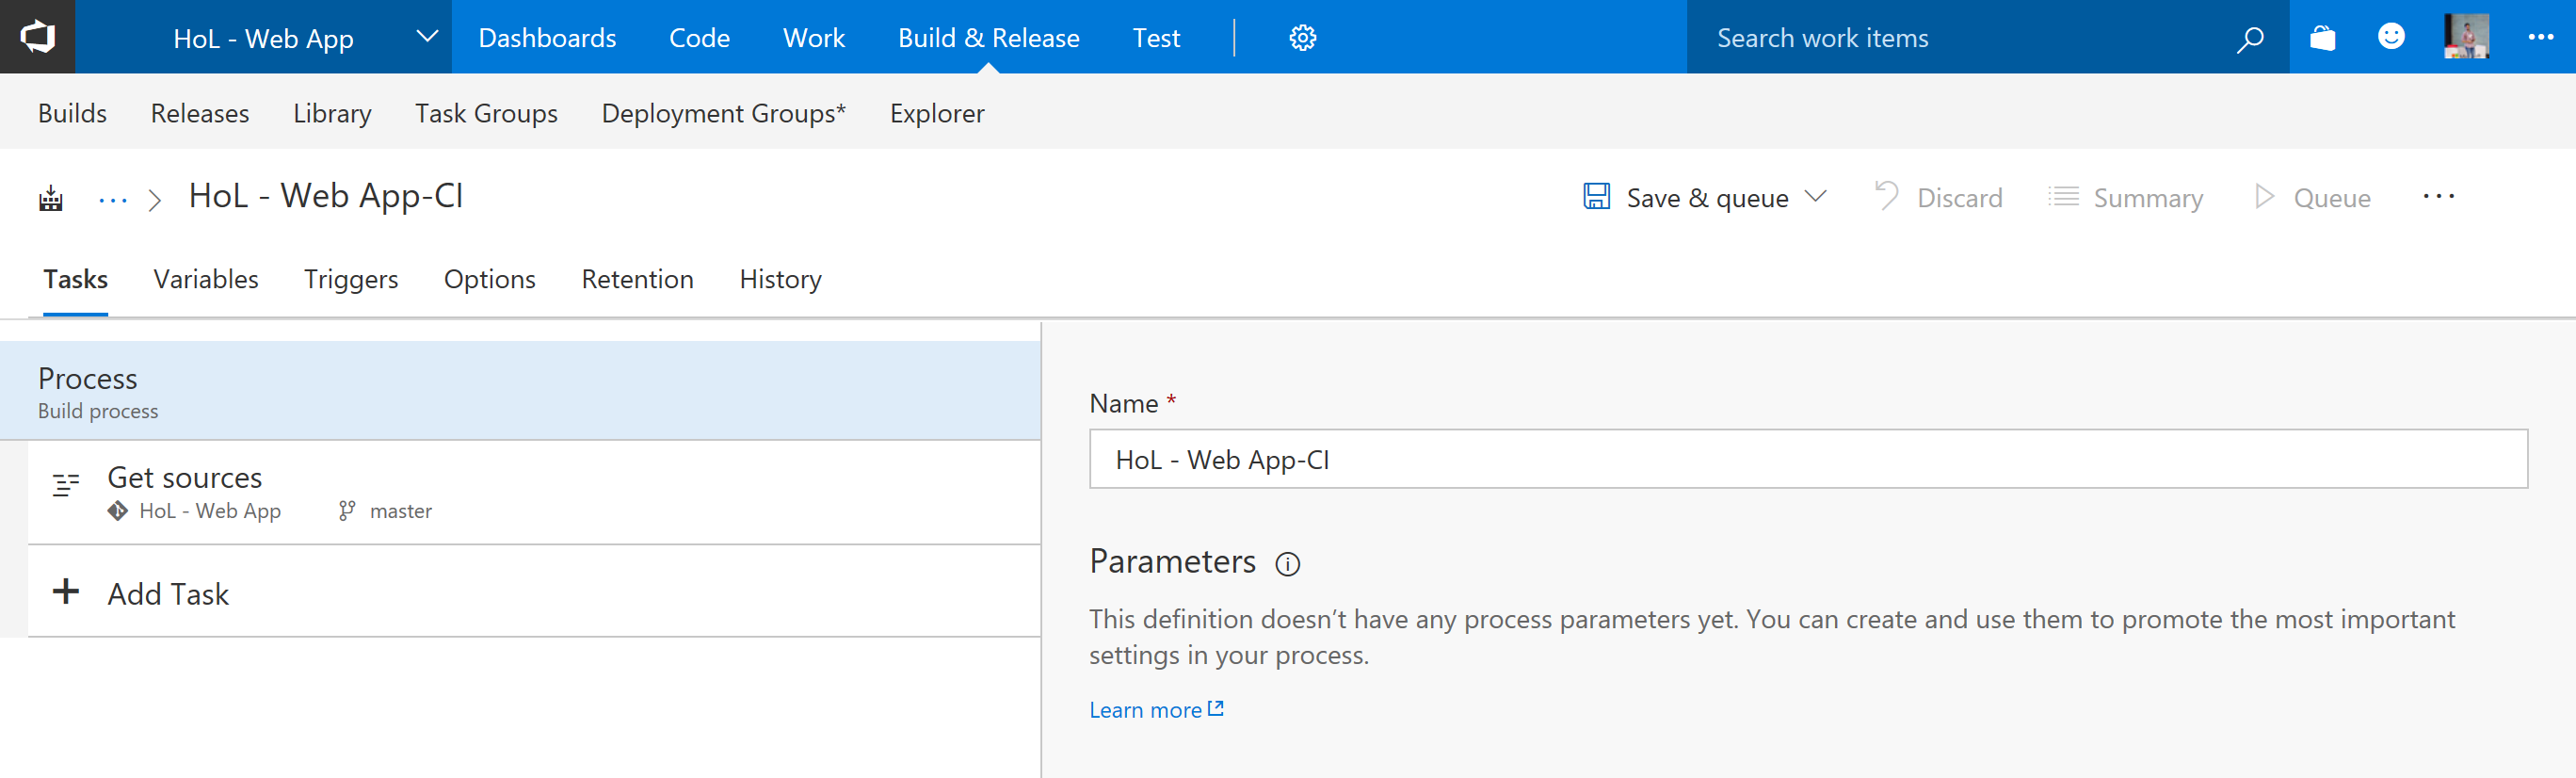 HoL - Web App
Dashboards Code Work Build & Release Test
Search work items
Builds Releases Library Task Groups Deployment Groups* Explorer
HoL - Web App-CI
Save & queue Discard Summary Queue
Tasks Variables Triggers Options Retention History
Process
Build process
Get sources
HoL - Web App master
Add Task
Name *
HoL - Web App-CI
Parameters
This definition doesn’t have any process parameters yet. You can create and use them to promote the most important
settings in your process.
Learn more